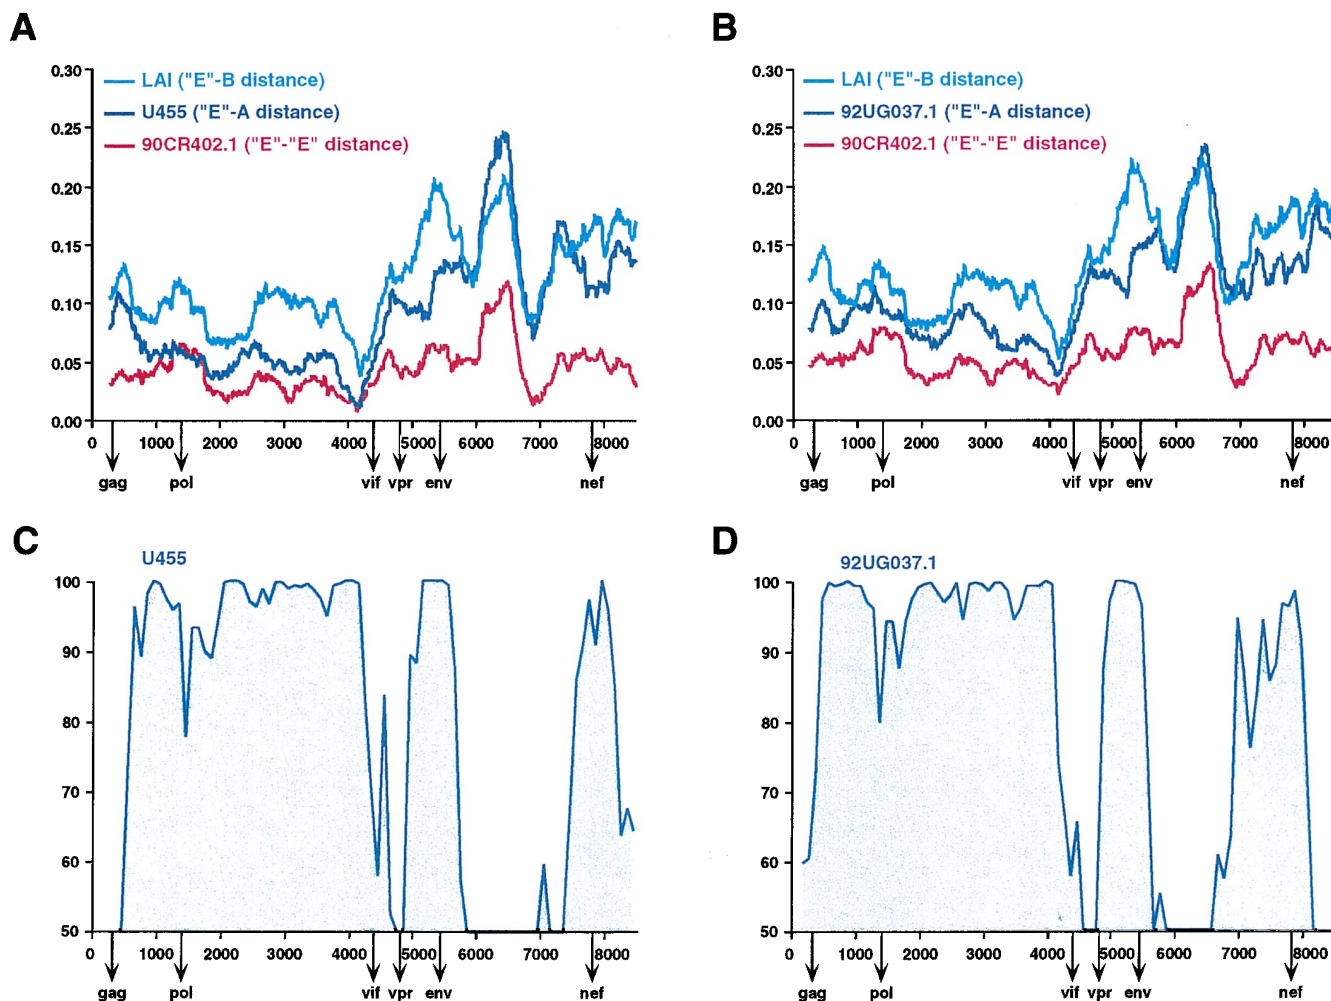 A
0.30
0.25
0.20
0.15
0.10
0.05
0.00
LAI ("E"-B distance)
U455 ("E"-A distance)
90CR402.1 ("E"-"E" distance)
0 1000 2000 3000 4000 5000 6000 7000 8000
gag pol vif vpr env nef
B
0.30
0.25
0.20
0.15
0.10
0.05
0.00
LAI ("E"-B distance)
92UG037.1 ("E"-A distance)
90CR402.1 ("E"-"E" distance)
0 1000 2000 3000 4000 5000 6000 7000 8000
gag pol vif vpr env nef
C
U455
100
90
80
70
60
50
0 1000 2000 3000 4000 5000 6000 7000 8000
gag pol vif vpr env nef
D
92UG037.1
100
90
80
70
60
50
0 1000 2000 3000 4000 5000 6000 7000 8000
gag pol vif vpr env nef